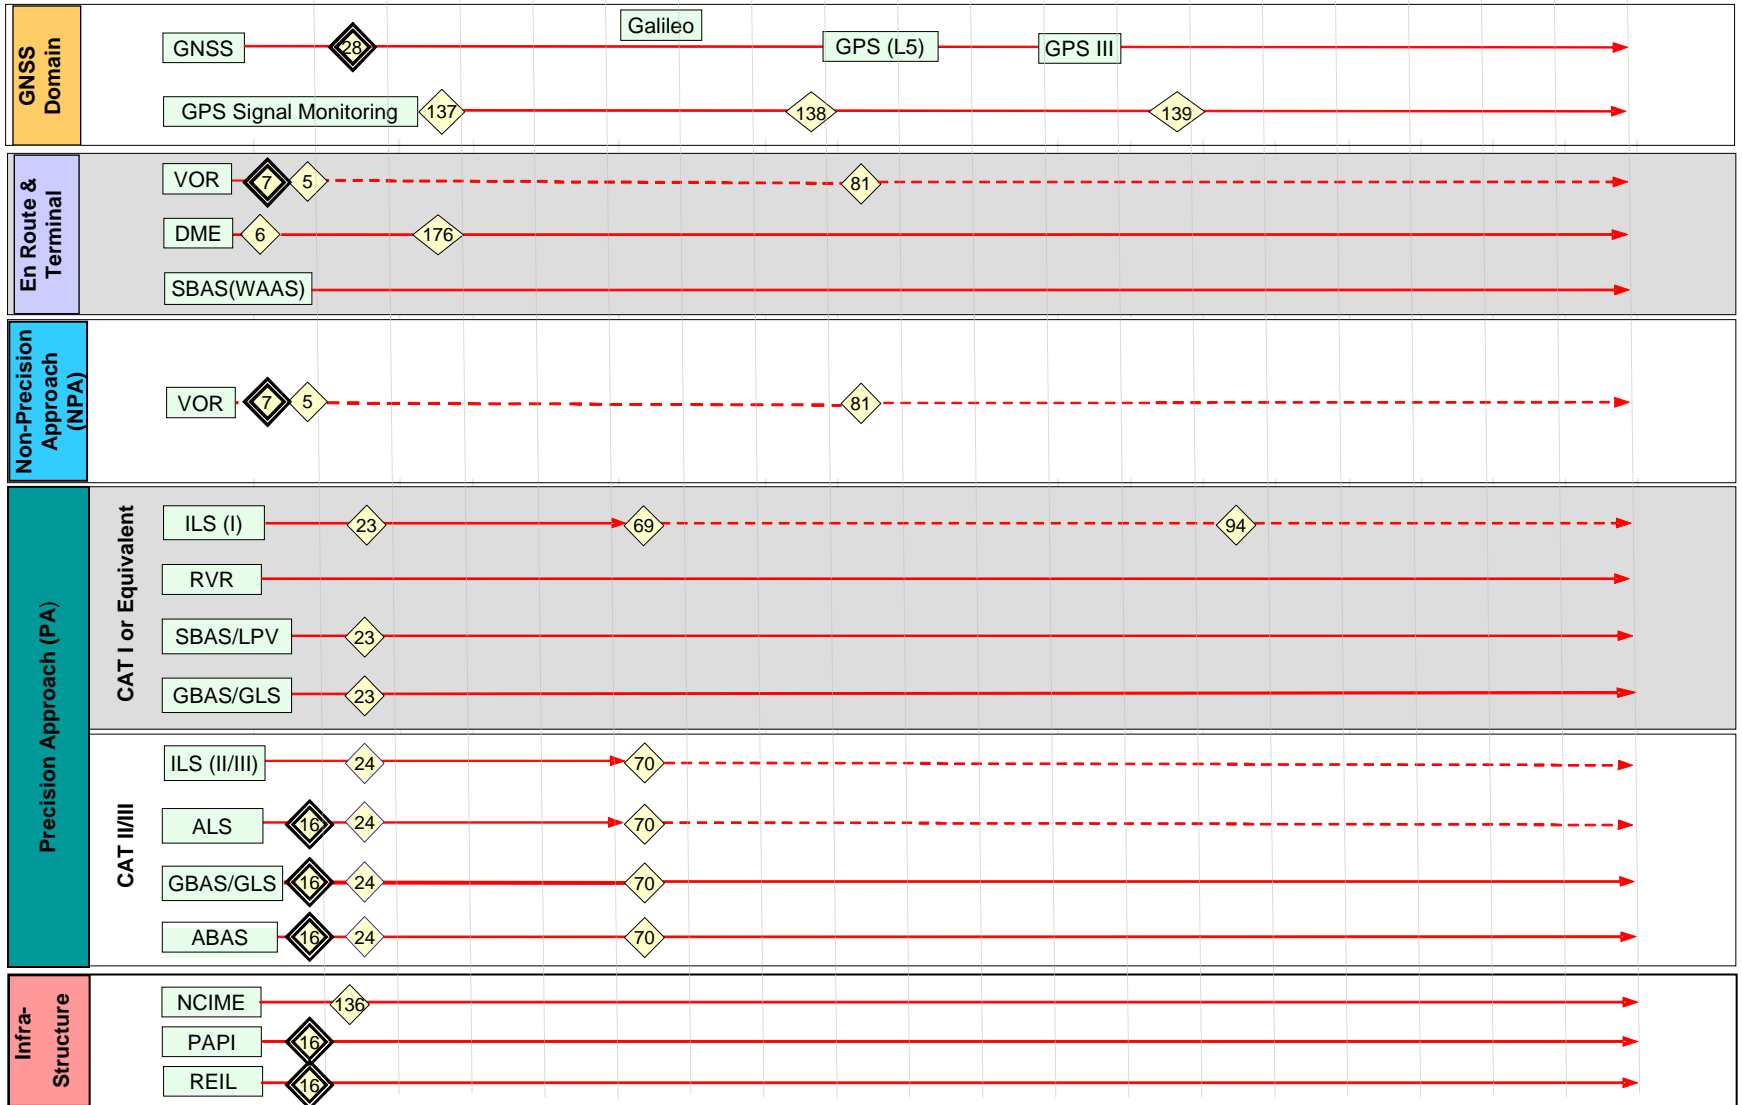 GNSS
Domain
Galileo
GNSS
28
GPS (L5)
GPS III
GPS Signal Monitoring
137
138
139
En Route &
Terminal
VOR
7
5
81
DME
6
176
SBAS(WAAS)
Non-Precision
Approach
(NPA)
VOR
7
5
81
Precision Approach (PA)
CAT I or Equivalent
ILS (I)
23
69
94
RVR
SBAS/LPV
23
GBAS/GLS
23
CAT II/III
ILS (II/III)
24
70
ALS
16
24
70
GBAS/GLS
16
24
70
ABAS
16
24
70
Infra-
Structure
NCIME
136
PAPI
16
REIL
16